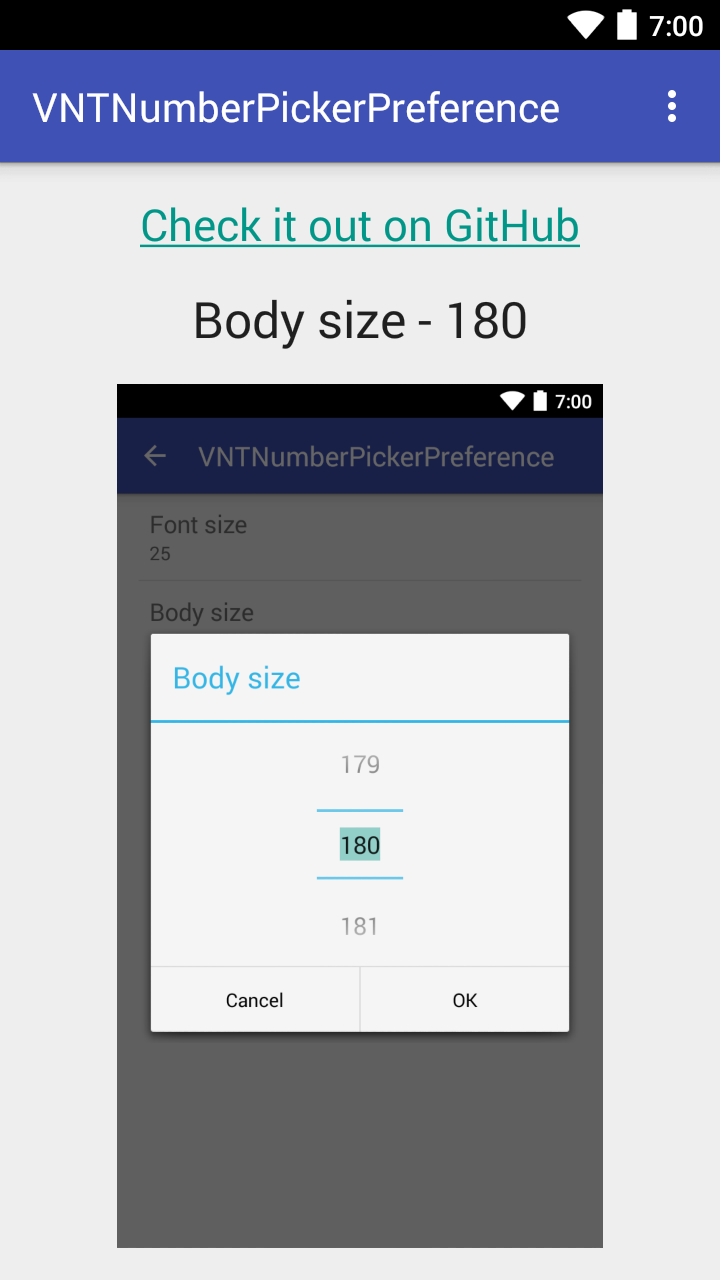 7:00
VNTNumberPickerPreference
Check it out on GitHub
Body size - 180
7:00
VNTNumberPickerPreference
Font size
25
Body size
Body size
179
180
181
Cancel OK